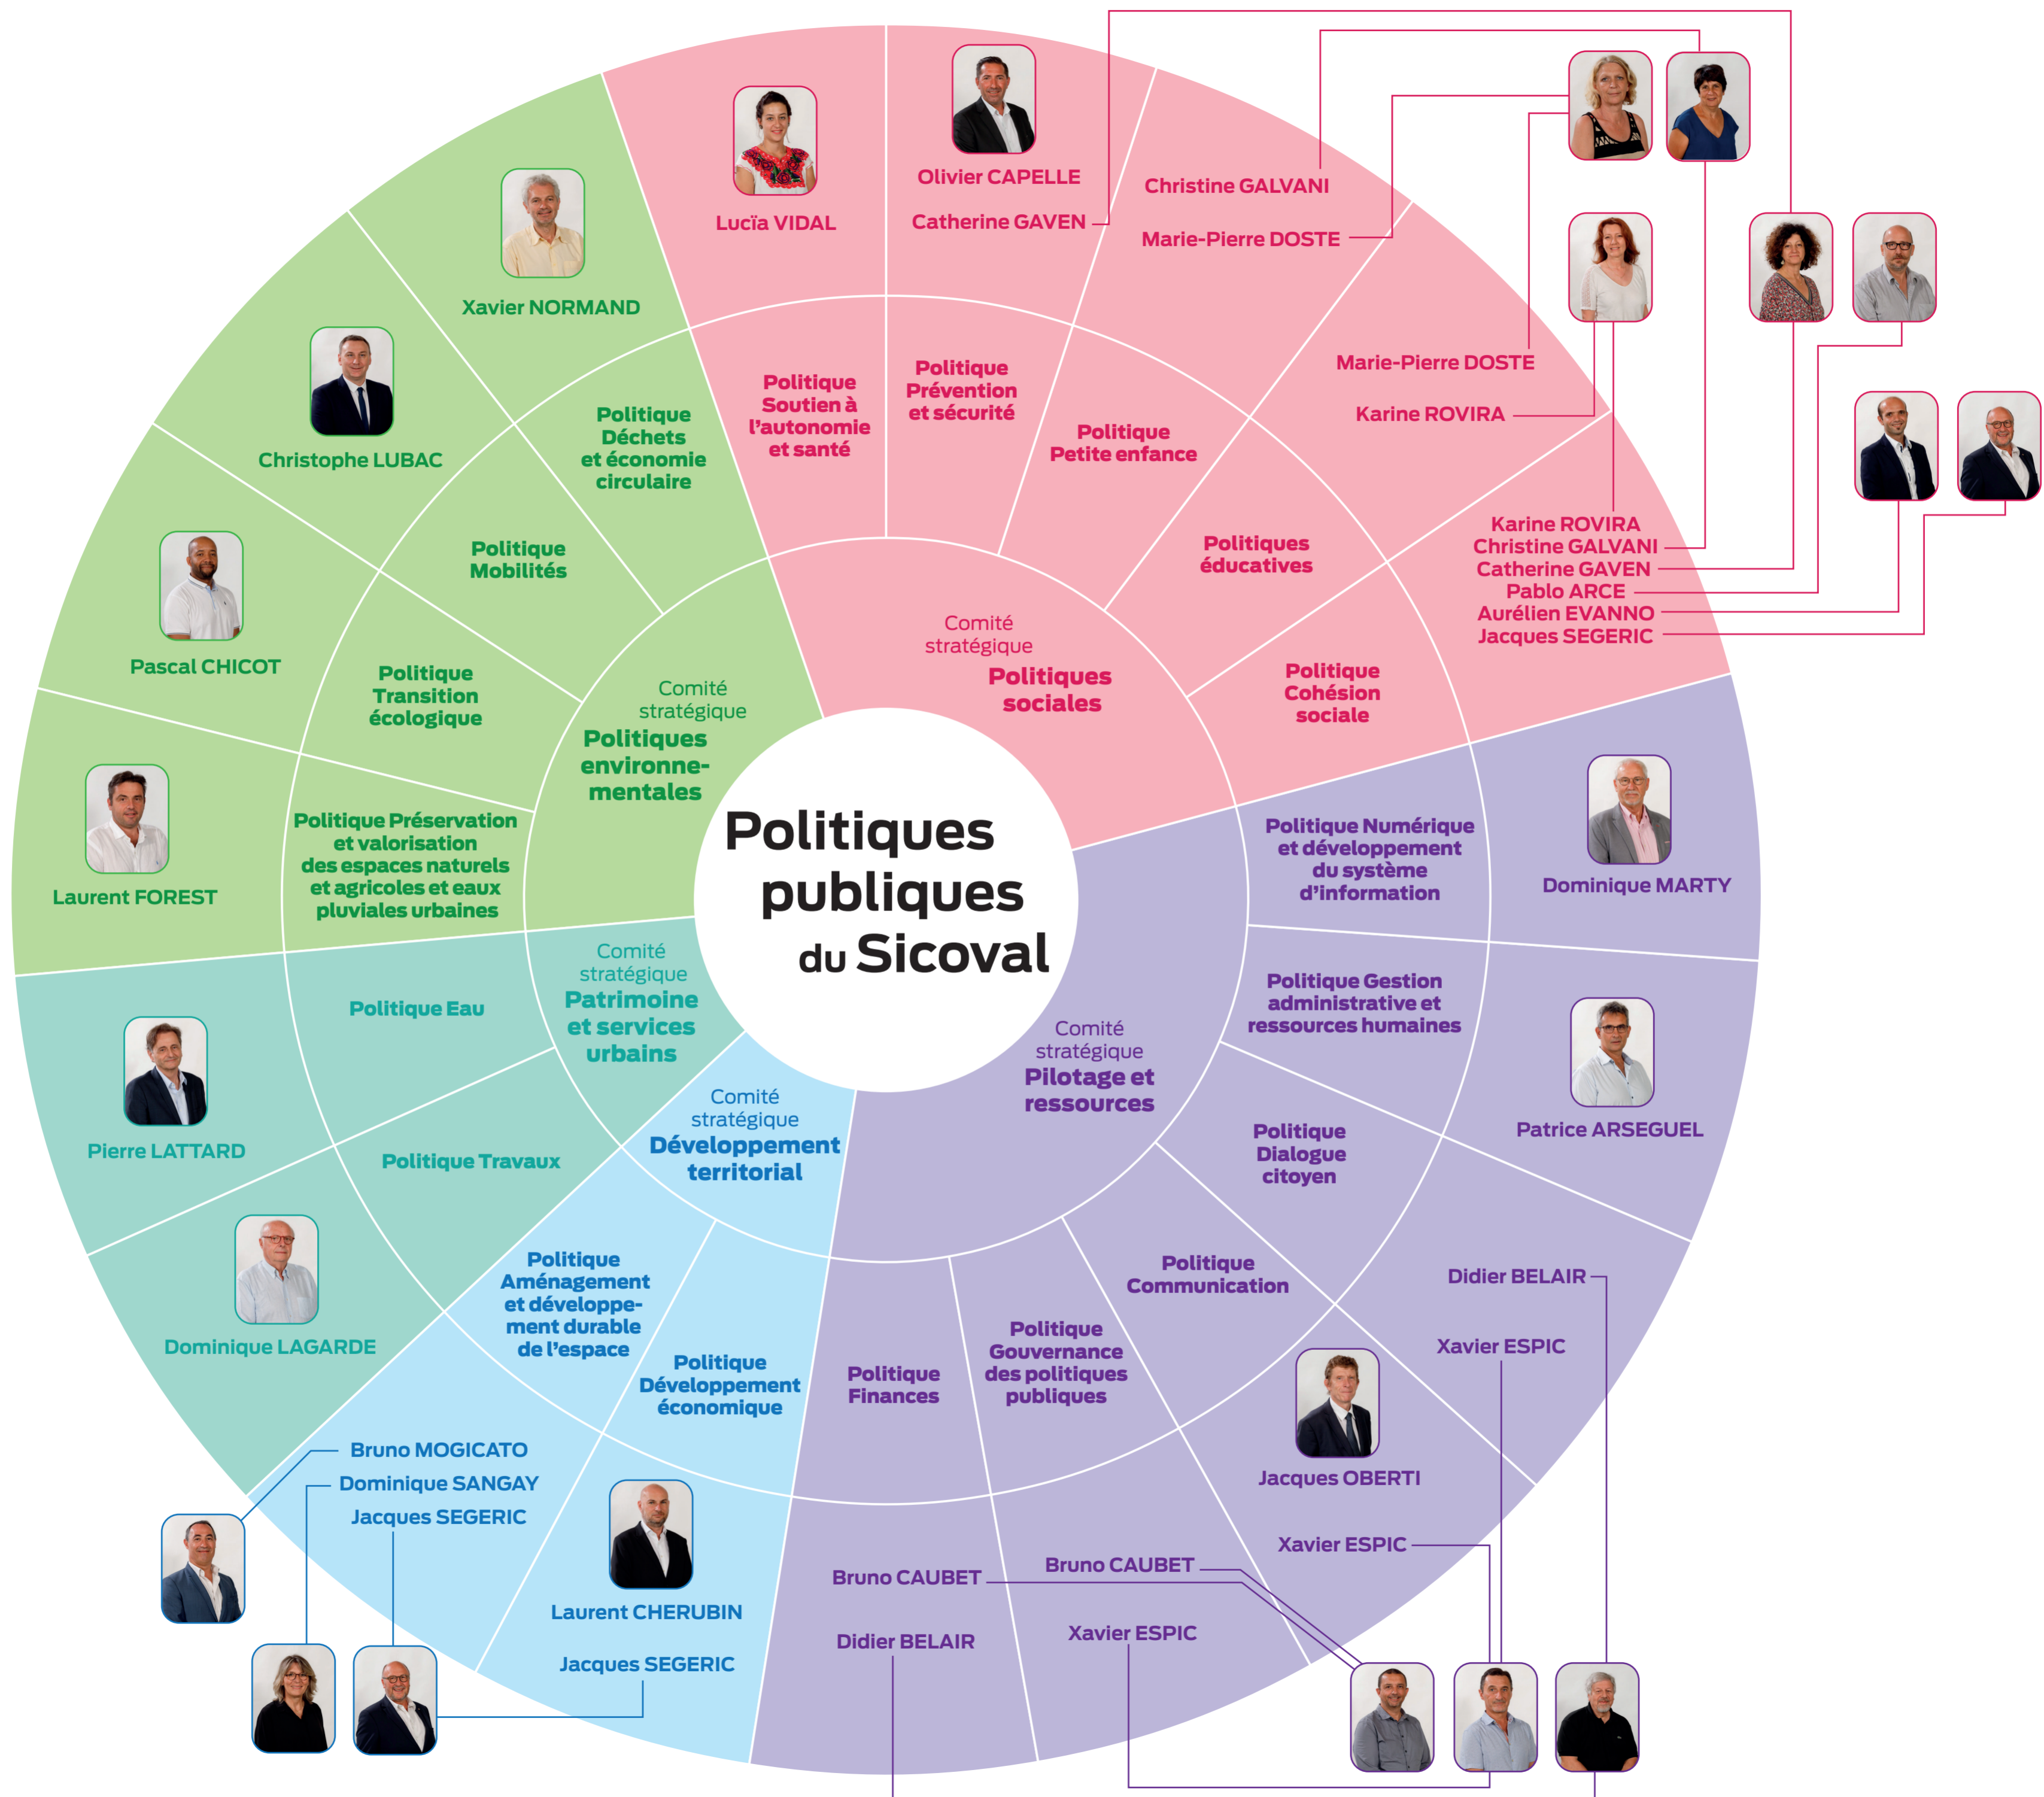 Politiques
publiques
du Sicoval
Comité
stratégique
Politiques
sociales
Politique
Soutien à
l'autonomie
et santé
Lucïa VIDAL
Politique
Prévention
et sécurité
Olivier CAPELLE
Catherine GAVEN
Politique
Petite enfance
Christine GALVANI
Marie-Pierre DOSTE
Politiques
éducatives
Marie-Pierre DOSTE
Karine ROVIRA
Politique
Cohésion
sociale
Karine ROVIRA
Christine GALVANI
Catherine GAVEN
Pablo ARCE
Aurélien EVANNO
Jacques SEGERIC
Comité
stratégique
Pilotage et
ressources
Politique Numérique
et développement
du système
d'information
Dominique MARTY
Politique Gestion
administrative et
ressources humaines
Patrice ARSEGUEL
Politique
Dialogue
citoyen
Didier BELAIR
Xavier ESPIC
Politique
Communication
Jacques OBERTI
Xavier ESPIC
Politique
Gouvernance
des politiques
publiques
Bruno CAUBET
Xavier ESPIC
Politique
Finances
Bruno CAUBET
Didier BELAIR
Comité
stratégique
Développement
territorial
Politique
Développement
économique
Laurent CHERUBIN
Jacques SEGERIC
Politique
Aménagement
et développe-
ment durable
de l'espace
Bruno MOGICATO
Dominique SANGAY
Jacques SEGERIC
Comité
stratégique
Patrimoine
et services
urbains
Politique Travaux
Dominique LAGARDE
Politique Eau
Pierre LATTARD
Comité
stratégique
Politiques
environne-
mentales
Politique Préservation
et valorisation
des espaces naturels
et agricoles et eaux
pluviales urbaines
Laurent FOREST
Politique
Transition
écologique
Pascal CHICOT
Politique
Mobilités
Christophe LUBAC
Politique
Déchets
et économie
circulaire
Xavier NORMAND